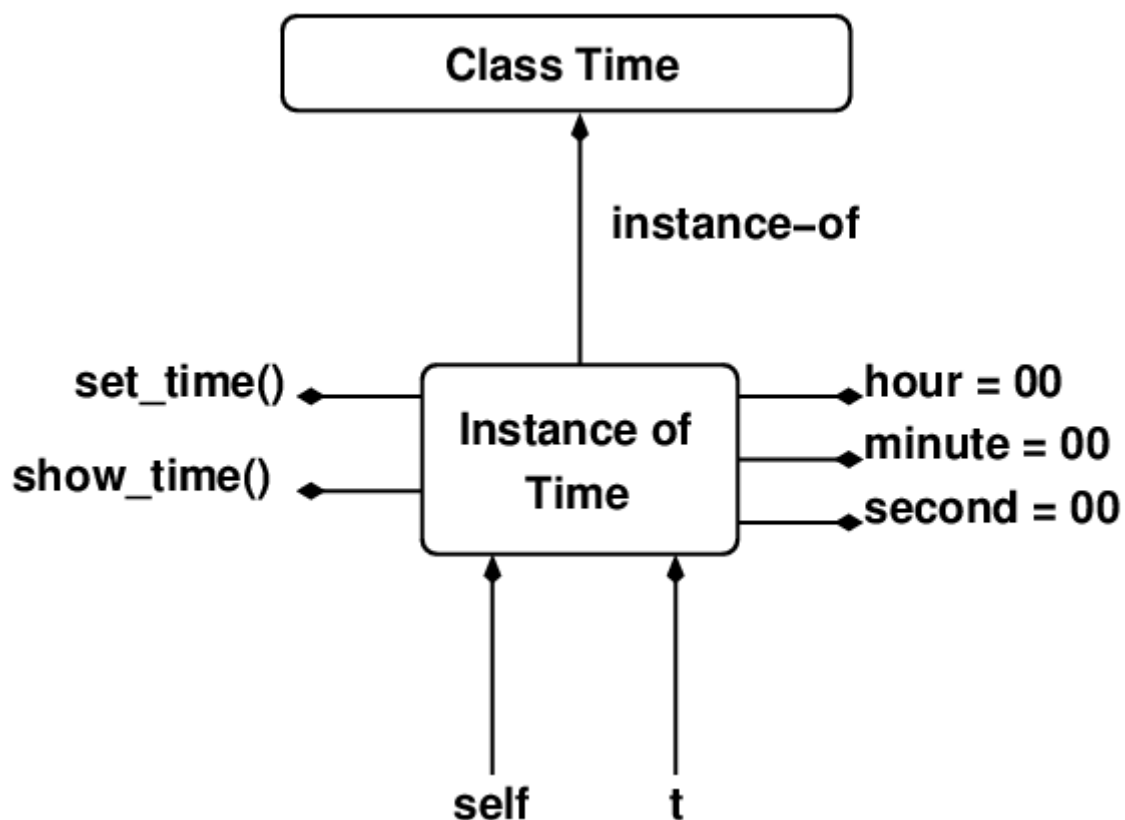 Class Time
instance-of
set_time()
show_time()
Instance of
Time
hour = 00
minute = 00
second = 00
self
t